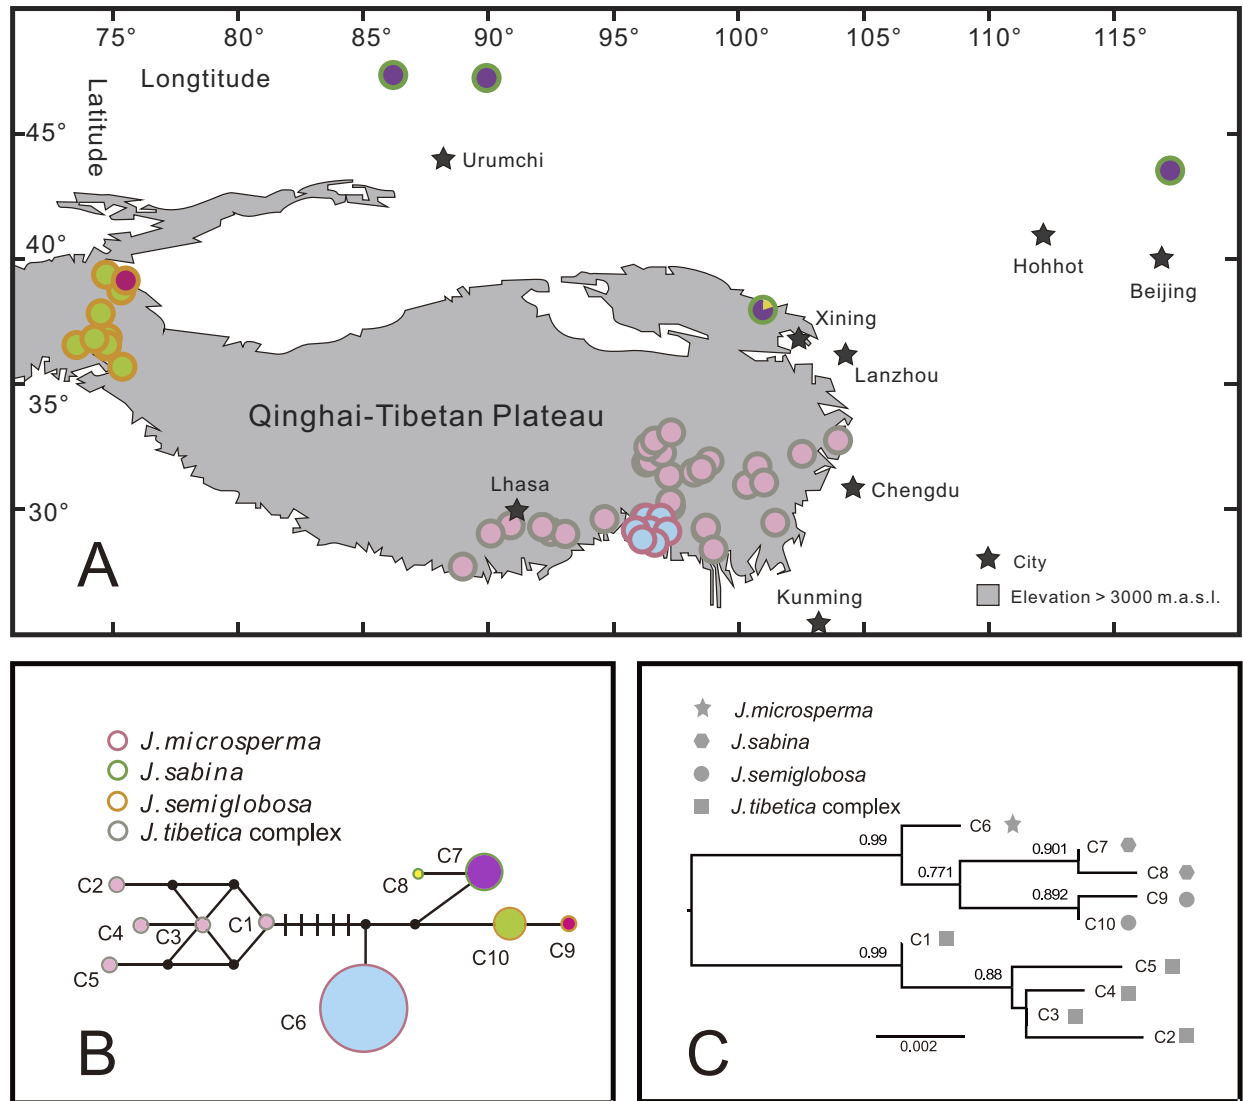 75° 80° 85° 90° 95° 100° 105° 110° 115°
Longtitude
Latitude
45°
Urumchi
40°
Hohhot
Beijing
Xining
Lanzhou
35°
Qinghai-Tibetan Plateau
Lhasa
Chengdu
30°
A
City
Elevation > 3000 m.a.s.l.
Kunming
J.microsperma
J.sabina
J.semiglobosa
J.tibetica complex
C7
C8
C2
C4
C3
C1
C5
C10
C9
C6
B
J.microsperma
J.sabina
J.semiglobosa
J.tibetica complex
0.99
C6
0.901
C7
0.771
C8
0.892
C9
C10
C1
0.99
0.88
C5
C4
C3
C2
0.002
C